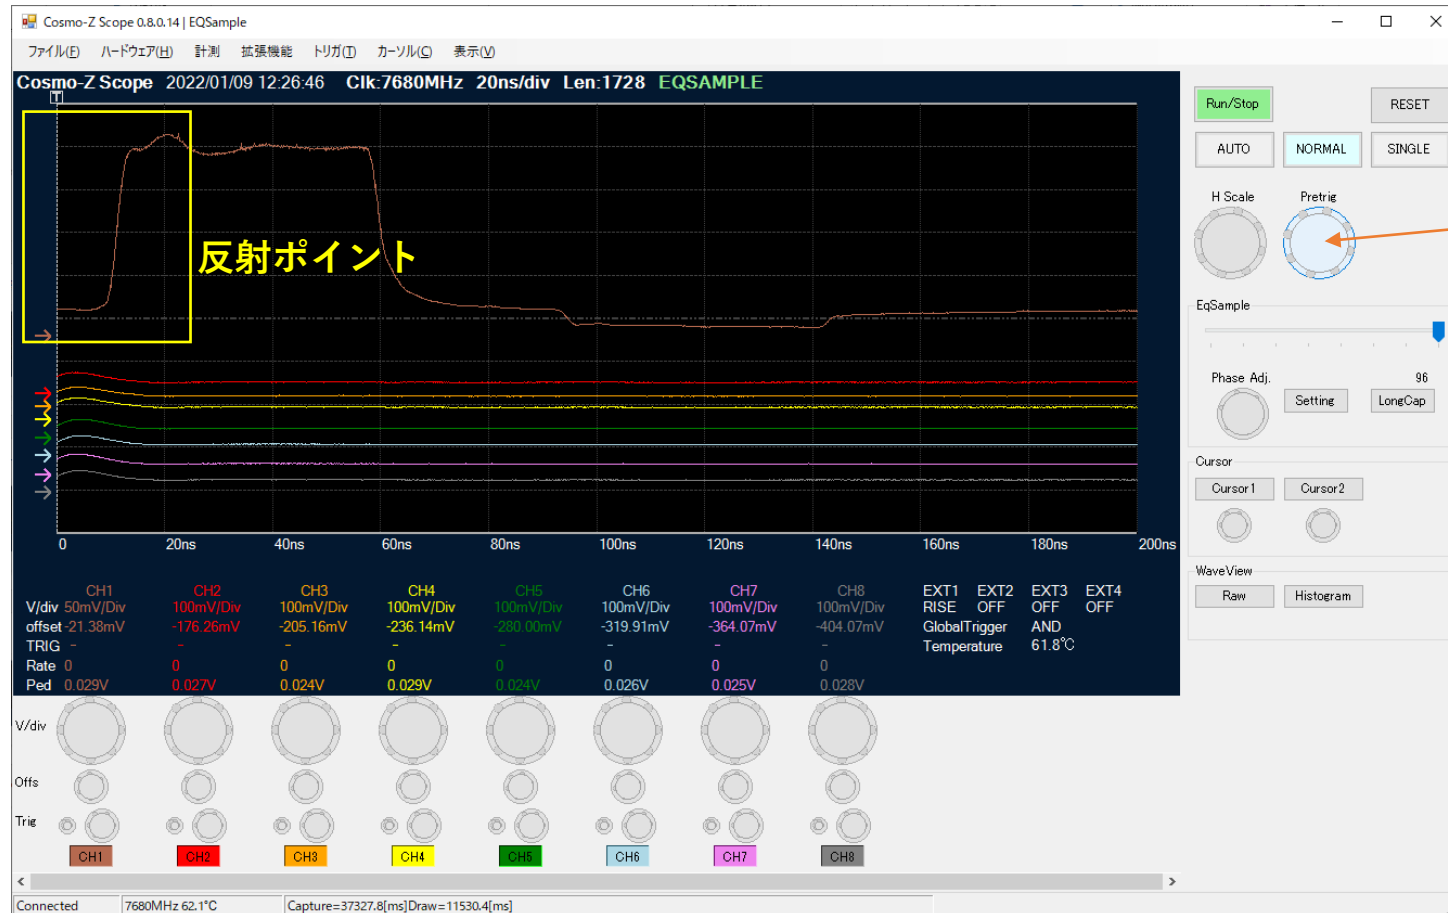 Cosmo-Z Scope 0.8.0.14 | EQSample
ファイル(F) ハードウェア(H) 計測 拡張機能 トリガ(T) カーソル(C) 表示(V)
Cosmo-Z Scope 2022/01/09 12:26:46 Clk:7680MHz 20ns/div Len:1728 EQSAMPLE
T
反射ポイント
0 20ns 40ns 60ns 80ns 100ns 120ns 140ns 160ns 180ns 200ns
CH1 CH2 CH3 CH4 CH5 CH6 CH7 CH8 EXT1 EXT2 EXT3 EXT4
V/div 50mV/Div 100mV/Div 100mV/Div 100mV/Div 100mV/Div 100mV/Div 100mV/Div 100mV/Div RISE OFF OFF OFF
offset -21.38mV -176.26mV -205.16mV -236.14mV -280.00mV -319.91mV -364.07mV -404.07mV GlobalTrigger AND
TRIG - - - - - - - - Temperature 61.8℃
Rate 0 0 0 0 0 0 0 0
Ped 0.029V 0.027V 0.024V 0.029V 0.024V 0.026V 0.025V 0.028V
V/div
Offs
Trig
CH1 CH2 CH3 CH4 CH5 CH6 CH7 CH8
Run/Stop RESET
AUTO NORMAL SINGLE
H Scale Pretrig
EqSample
Phase Adj. 96
Setting LongCap
Cursor
Cursor1 Cursor2
WaveView
Raw Histogram
Connected 7680MHz 62.1℃ Capture=37327.8[ms]Draw=11530.4[ms]